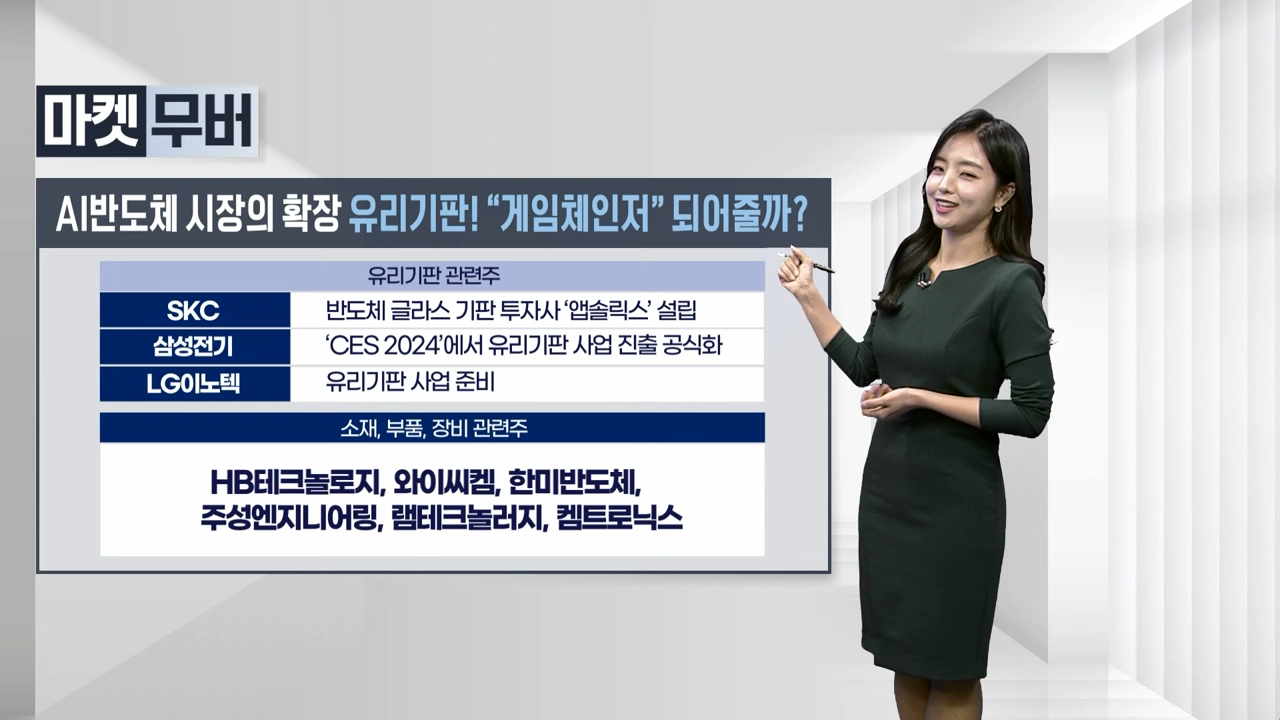 마켓무버
AI반도체 시장의 확장 유리기판! “게임체인저” 되어줄까?
유리기판 관련주
SKC 반도체 글라스 기판 투자사 ‘앱솔릭스’ 설립
삼성전기 ‘CES 2024’에서 유리기판 사업 진출 공식화
LG이노텍 유리기판 사업 준비
소재, 부품, 장비 관련주
HB테크놀로지, 와이씨켐, 한미반도체,
주성엔지니어링, 램테크놀러지, 켐트로닉스